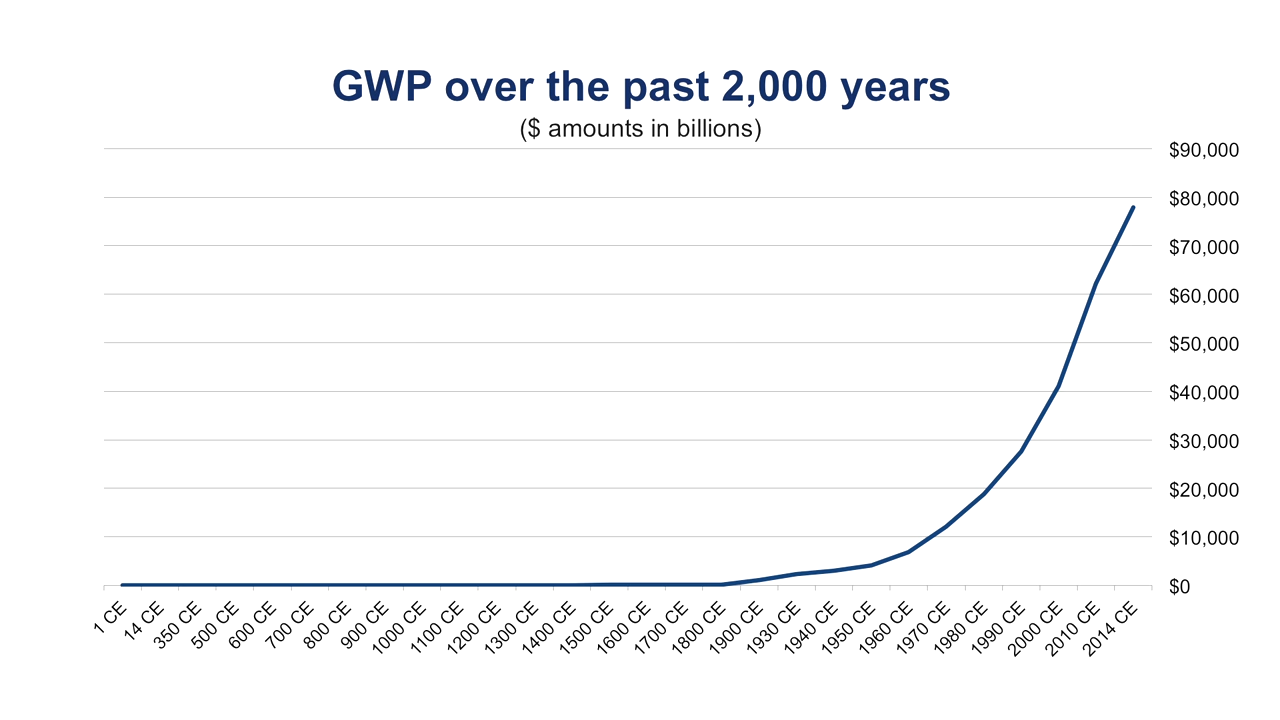 GWP over the past 2,000 years
($ amounts in billions)
$90,000
$80,000
$70,000
$60,000
$50,000
$40,000
$30,000
$20,000
$10,000
$0
1 CE
14 CE
350 CE
500 CE
600 CE
700 CE
800 CE
900 CE
1000 CE
1100 CE
1200 CE
1300 CE
1400 CE
1500 CE
1600 CE
1700 CE
1800 CE
1900 CE
1930 CE
1940 CE
1950 CE
1960 CE
1970 CE
1980 CE
1990 CE
2000 CE
2010 CE
2014 CE